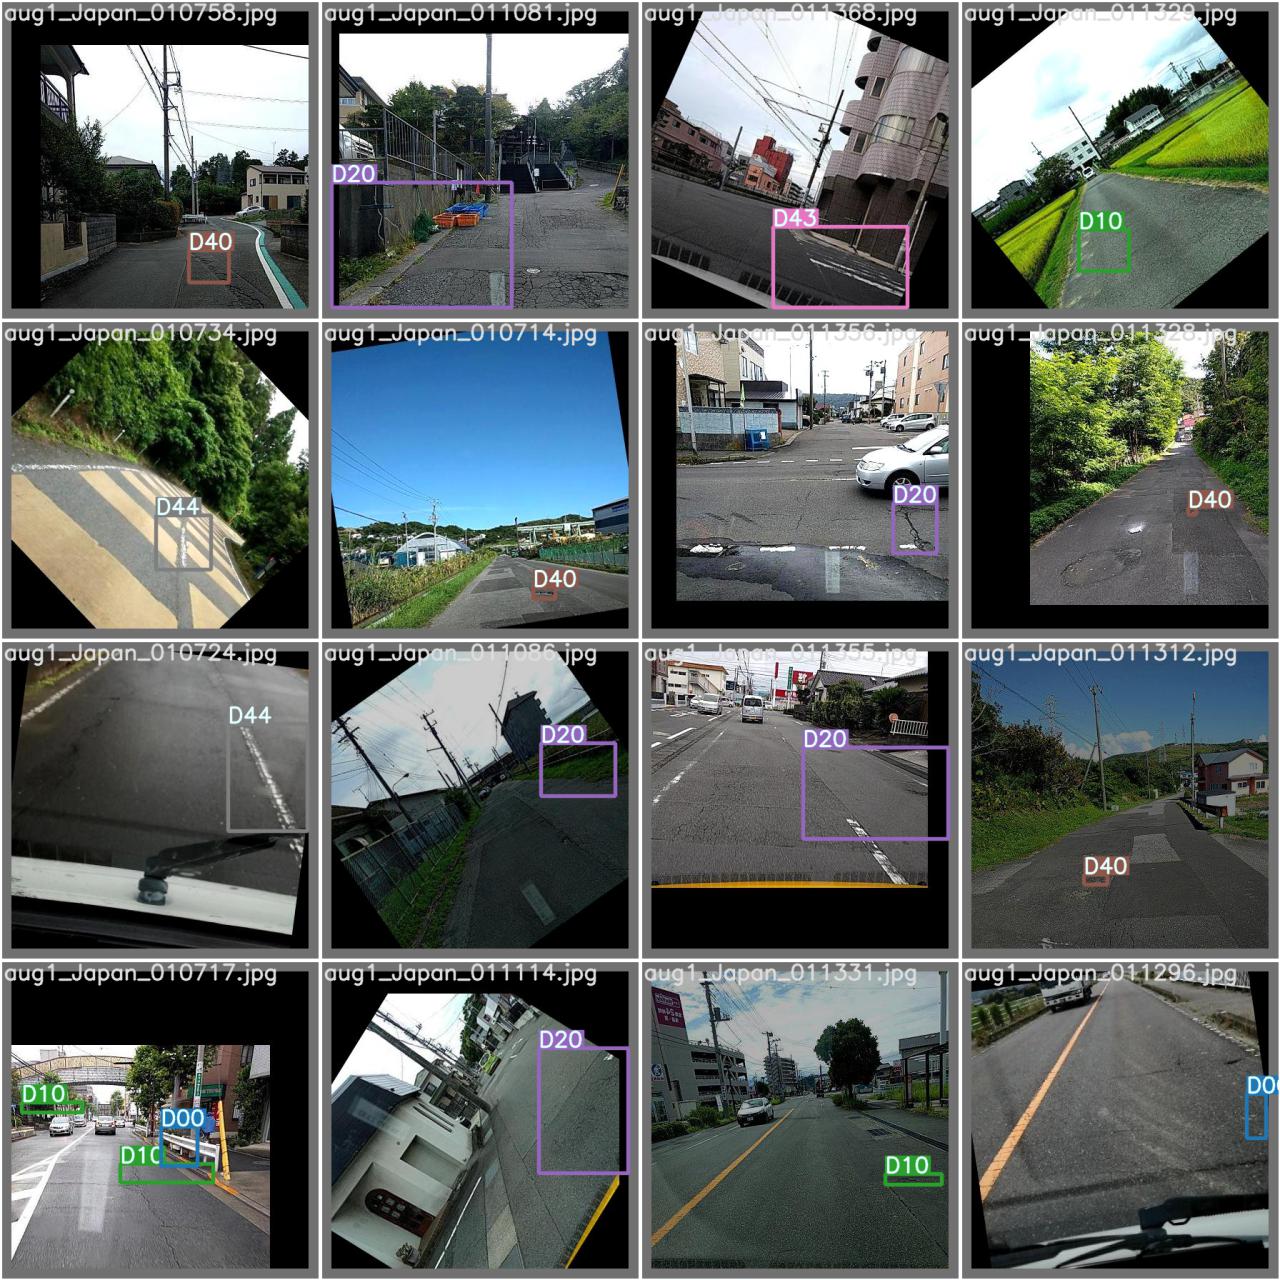 aug1_Japan_010758.jpg
aug1_Japan_011081.jpg
aug1_Japan_011368.jpg
aug1_Japan_011329.jpg
D40
D20
D43
D10
aug1_Japan_010734.jpg
aug1_Japan_010714.jpg
aug1_Japan_011356.jpg
aug1_Japan_011328.jpg
D44
D40
D20
D40
aug1_Japan_010724.jpg
aug1_Japan_011086.jpg
aug1_Japan_011355.jpg
aug1_Japan_011312.jpg
D44
D20
D20
D40
aug1_Japan_010717.jpg
aug1_Japan_011114.jpg
aug1_Japan_011331.jpg
aug1_Japan_011296.jpg
D10
D00
D10
D20
D10
D00